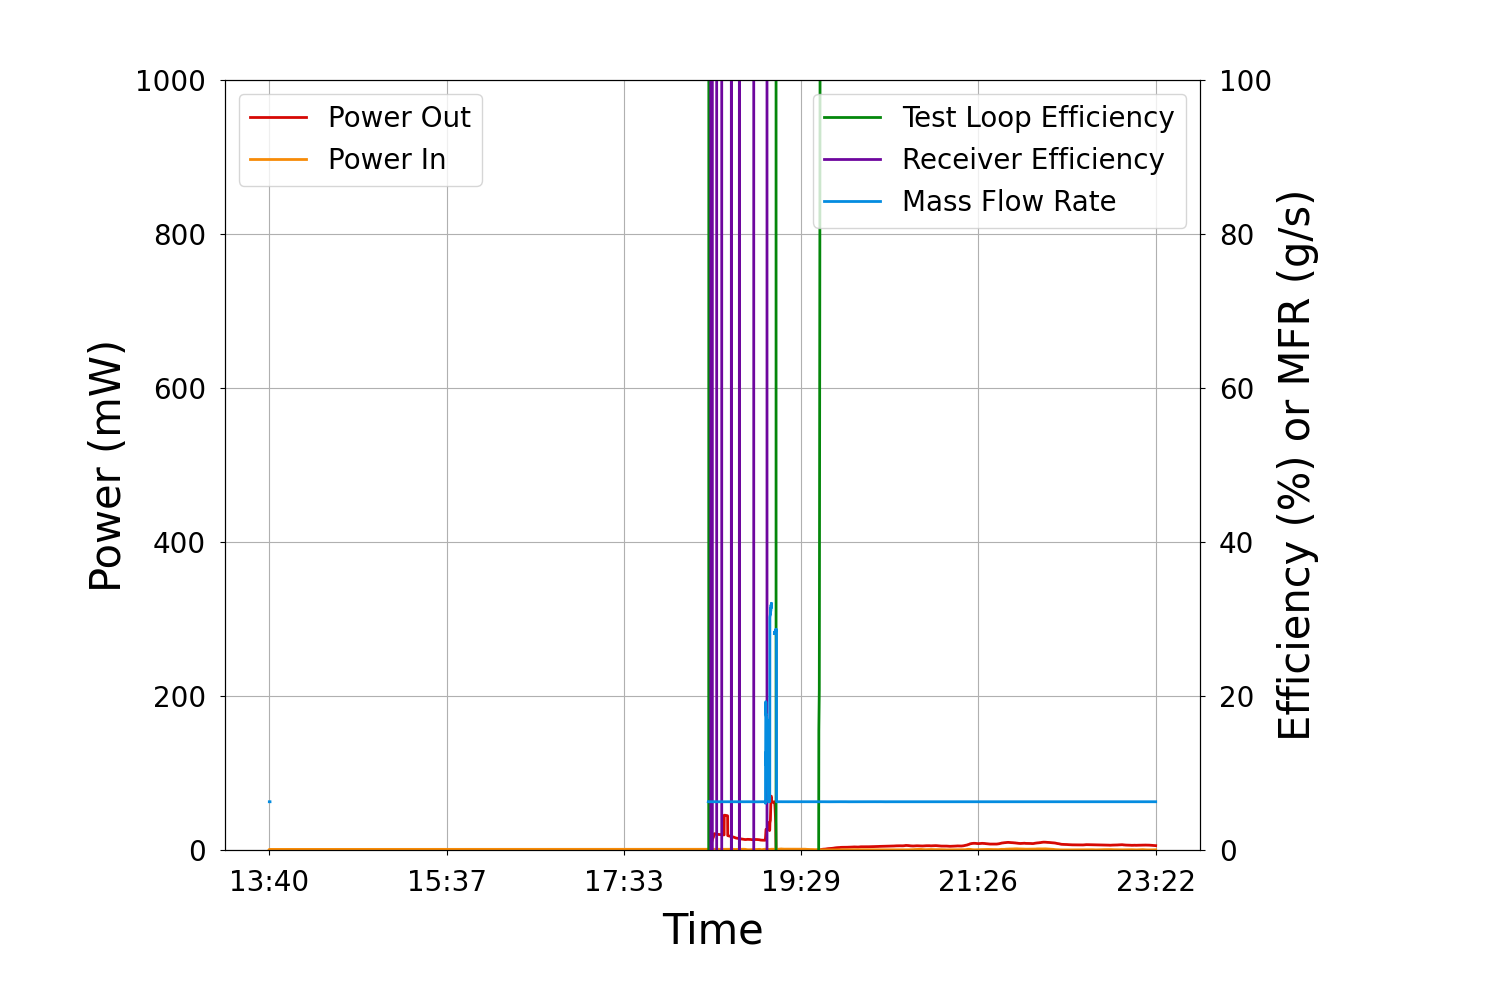 1000
800
600
400
200
0
Power (mW)
Power Out
Power In
Test Loop Efficiency
Receiver Efficiency
Mass Flow Rate
100
80
60
40
20
0
Efficiency (%) or MFR (g/s)
13:40 15:37 17:33 19:29 21:26 23:22
Time